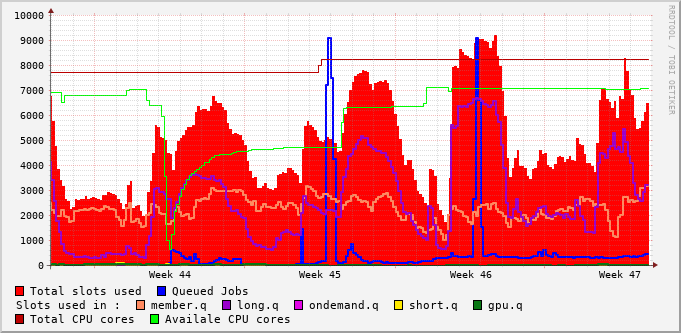 10000
9000
8000
7000
6000
5000
4000
3000
2000
1000
0
Week 44 Week 45 Week 46 Week 47
RRDTOOL / TOBI OETIKER
Total slots used Queued Jobs
Slots used in : member.q long.q ondemand.q short.q gpu.q
Total CPU cores Availale CPU cores